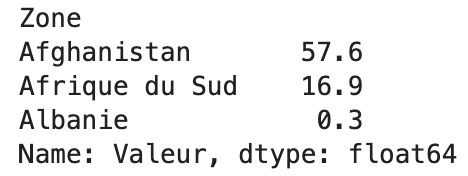 Zone
Afghanistan       57.6
Afrique du Sud    16.9
Albanie            0.3
Name: Valeur, dtype: float64